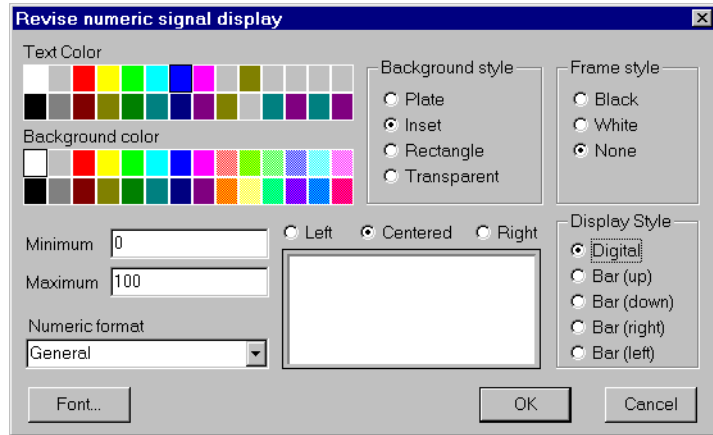 Revise numeric signal display
Text Color
Background color
Background style
Plate
Inset
Rectangle
Transparent
Frame style
Black
White
None
Minimum 0
Maximum 100
Numeric format
General
Left Centered Right
Display Style
Digital
Bar (up)
Bar (down)
Bar (right)
Bar (left)
Font...
OK
Cancel